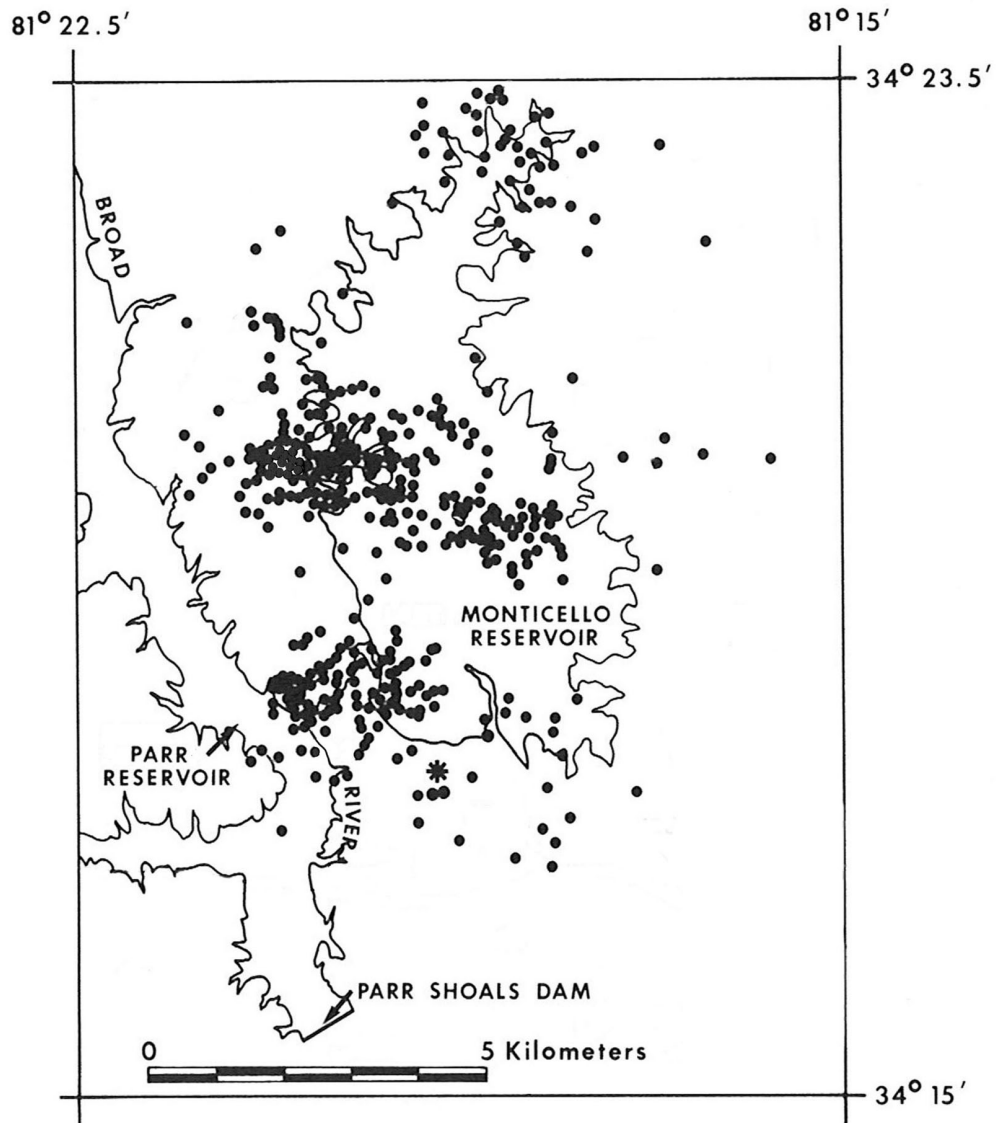 81° 22.5′
81° 15′
34° 23.5′
BROAD
MONTICELLO
RESERVOIR
PARR
RESERVOIR
RIVER
PARR SHOALS DAM
0 5 Kilometers
34° 15′